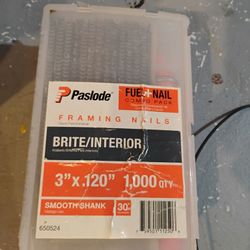 Paslode
FUEL+NAIL
COMBO PACK
FRAMING NAILS
BRITE/INTERIOR
3" x .120" 1,000 QTY
SMOOTH SHANK
30°
650524